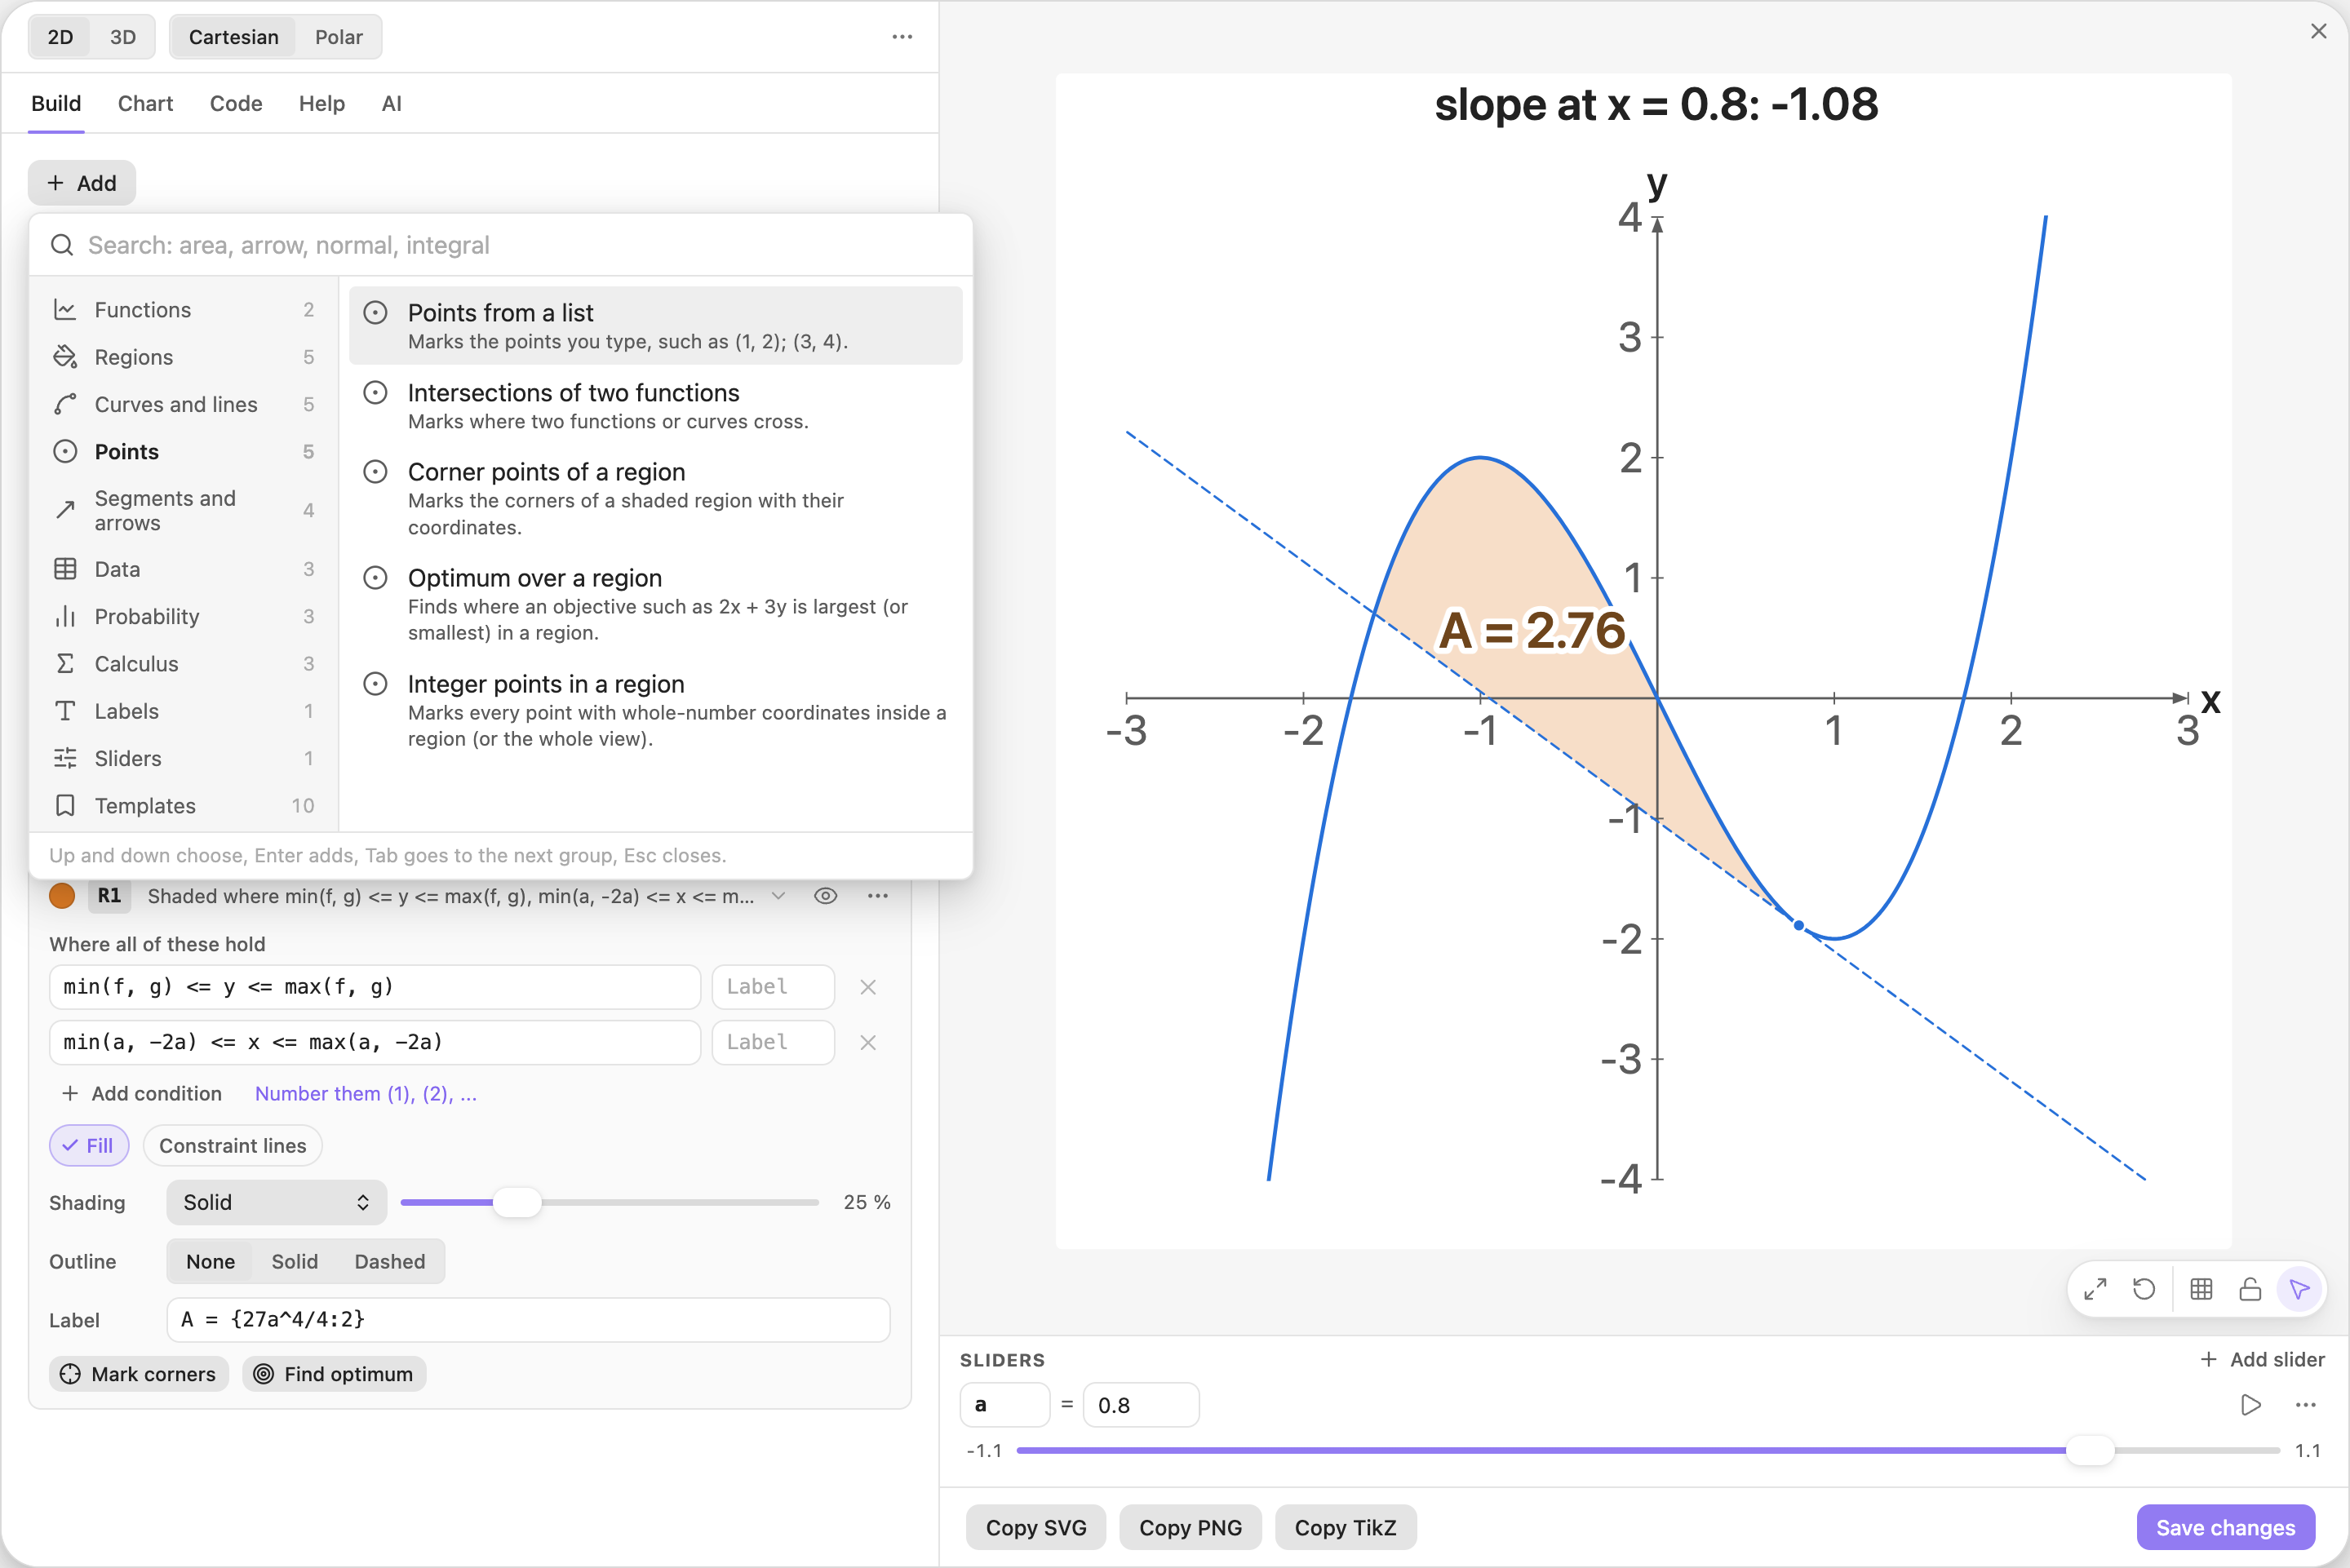 2D 3D Cartesian Polar
Build Chart Code Help AI
+ Add
Search: area, arrow, normal, integral
Functions 2
Regions 5
Curves and lines 5
Points 5
Segments and arrows 4
Data 3
Probability 3
Calculus 3
Labels 1
Sliders 1
Templates 10
Points from a list
Marks the points you type, such as (1, 2); (3, 4).
Intersections of two functions
Marks where two functions or curves cross.
Corner points of a region
Marks the corners of a shaded region with their
coordinates.
Optimum over a region
Finds where an objective such as 2x + 3y is largest (or
smallest) in a region.
Integer points in a region
Marks every point with whole-number coordinates inside a
region (or the whole view).
Up and down choose, Enter adds, Tab goes to the next group, Esc closes.
R1 Shaded where min(f, g) <= y <= max(f, g), min(a, -2a) <= x <= m...
Where all of these hold
min(f, g) <= y <= max(f, g) Label
min(a, −2a) <= x <= max(a, −2a) Label
+ Add condition Number them (1), (2), ...
Fill Constraint lines
Shading Solid 25 %
Outline None Solid Dashed
Label A = {27a^4/4:2}
Mark corners Find optimum
slope at x = 0.8: -1.08
y
4
3
2
1
A = 2.76
x
-3 -2 -1 1 2 3
-1
-2
-3
-4
SLIDERS + Add slider
a = 0.8
-1.1 1.1
Copy SVG Copy PNG Copy TikZ Save changes